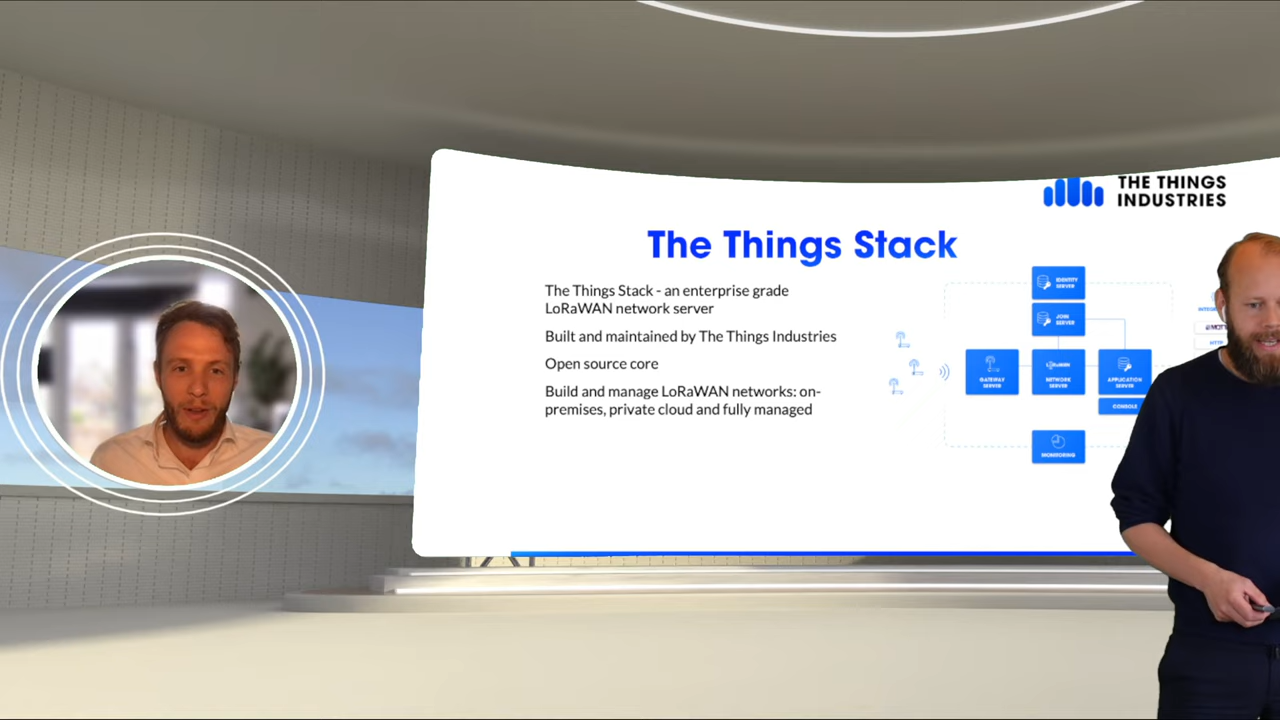 THE THINGS
INDUSTRIES
The Things Stack
The Things Stack - an enterprise grade
LoRaWAN network server
Built and maintained by The Things Industries
Open source core
Build and manage LoRaWAN networks: on-
premises, private cloud and fully managed
IDENTITY
SERVER
JOIN
SERVER
GATEWAY
SERVER
NETWORK
SERVER
APPLICATION
SERVER
CONSOLE
MONITORING
HTTP